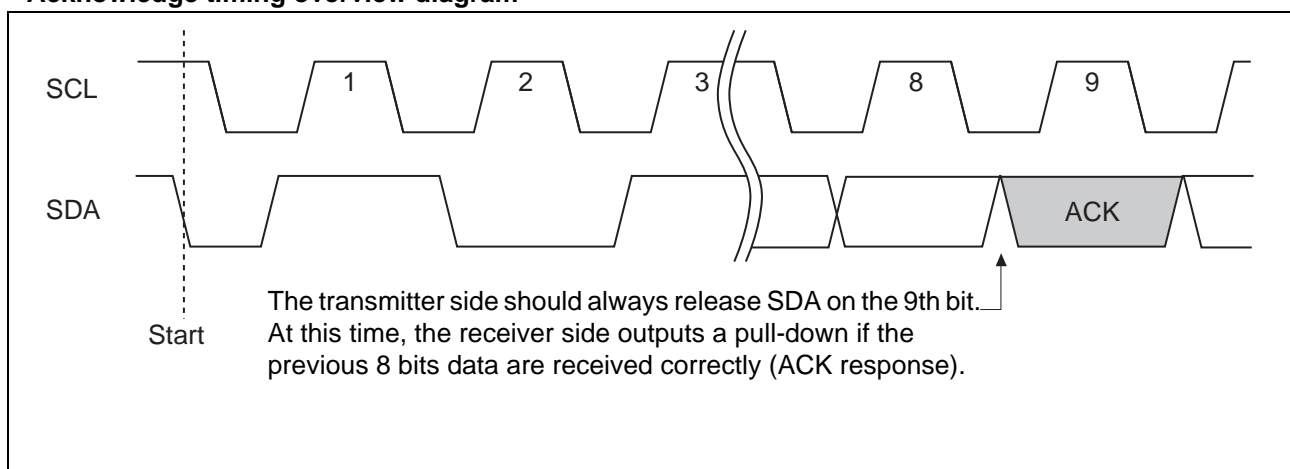 Acknowledge timing overview diagram
SCL
1
2
3
8
9
SDA
ACK
Start
The transmitter side should always release SDA on the 9th bit.
At this time, the receiver side outputs a pull-down if the
previous 8 bits data are received correctly (ACK response).